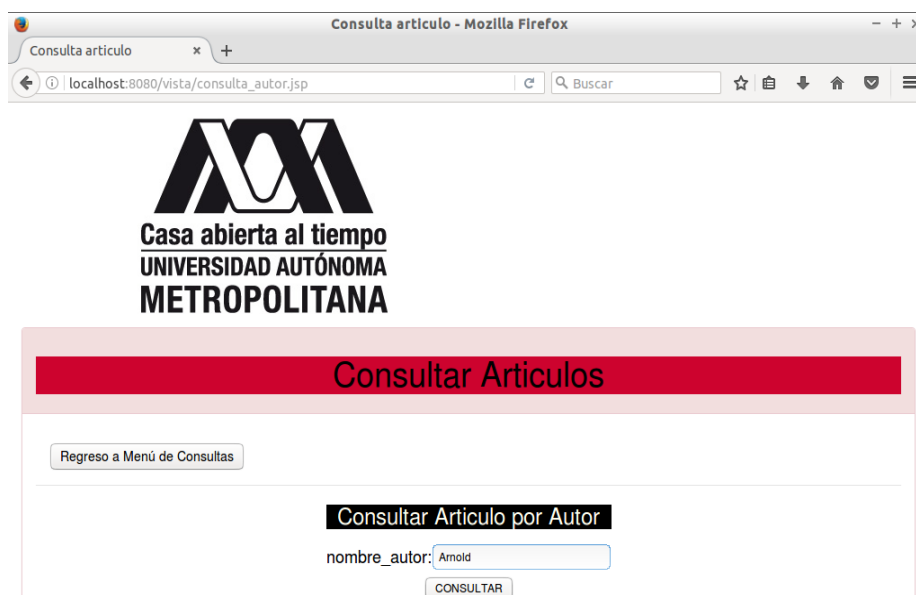 Consulta articulo - Mozilla Firefox
Consulta articulo
localhost:8080/vista/consulta_autor.jsp
Buscar
Casa abierta al tiempo
UNIVERSIDAD AUTÓNOMA
METROPOLITANA
Consultar Articulos
Regreso a Menú de Consultas
Consultar Articulo por Autor
nombre_autor: Arnold
CONSULTAR